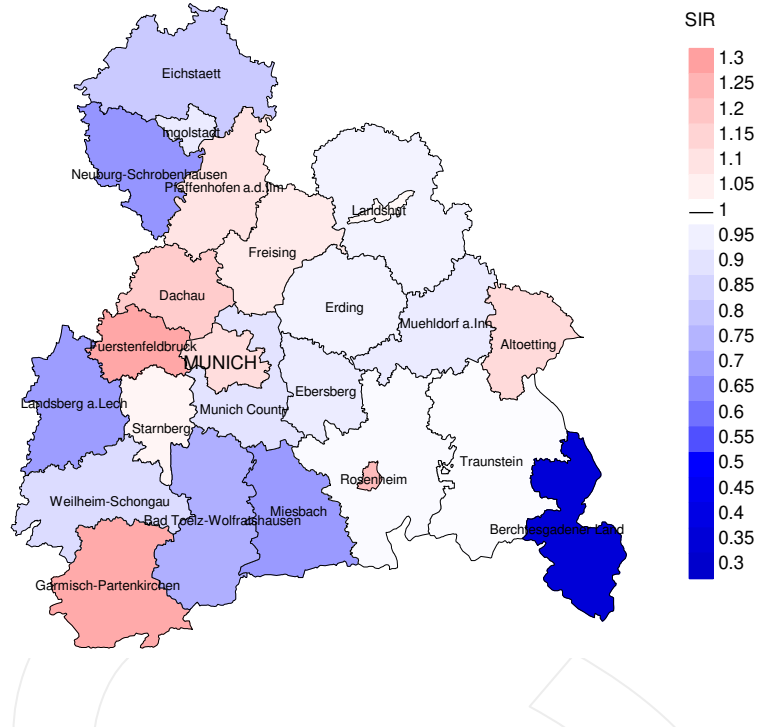 SIR
1.3
1.25
1.2
1.15
1.1
1.05
1
0.95
0.9
0.85
0.8
0.75
0.7
0.65
0.6
0.55
0.5
0.45
0.4
0.35
0.3
Eichstaett
Ingolstadt
Neuburg-Schrobenhausen
Pfaffenhofen a.d.Ilm
Landshut
Freising
Dachau
Erding
Muehldorf a.Inn
Altoetting
Fuerstenfeldbruck
MUNICH
Ebersberg
Landsberg a.Lech
Munich County
Starnberg
Traunstein
Rosenheim
Weilheim-Schongau
Miesbach
Bad Toelz-Wolfratshausen
Berchtesgadener Land
Garmisch-Partenkirchen